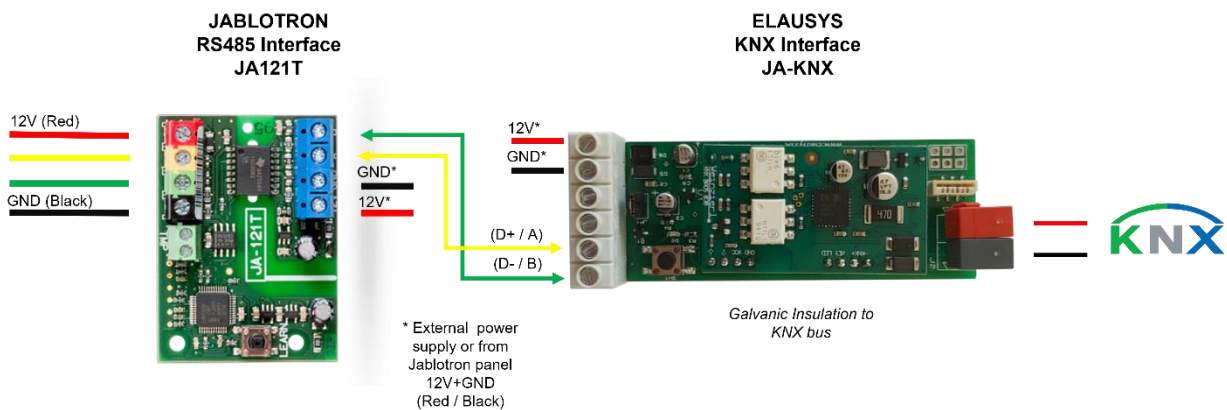 JABLOTRON
RS485 Interface
JA121T
ELAUSYS
KNX Interface
JA-KNX
12V (Red)
GND (Black)
GND*
12V*
JA-121T
LEARN
12V*
GND*
(D+ / A)
(D- / B)
* External power
supply or from
Jablotron panel
12V+GND
(Red / Black)
470
Galvanic Insulation to
KNX bus
KNX